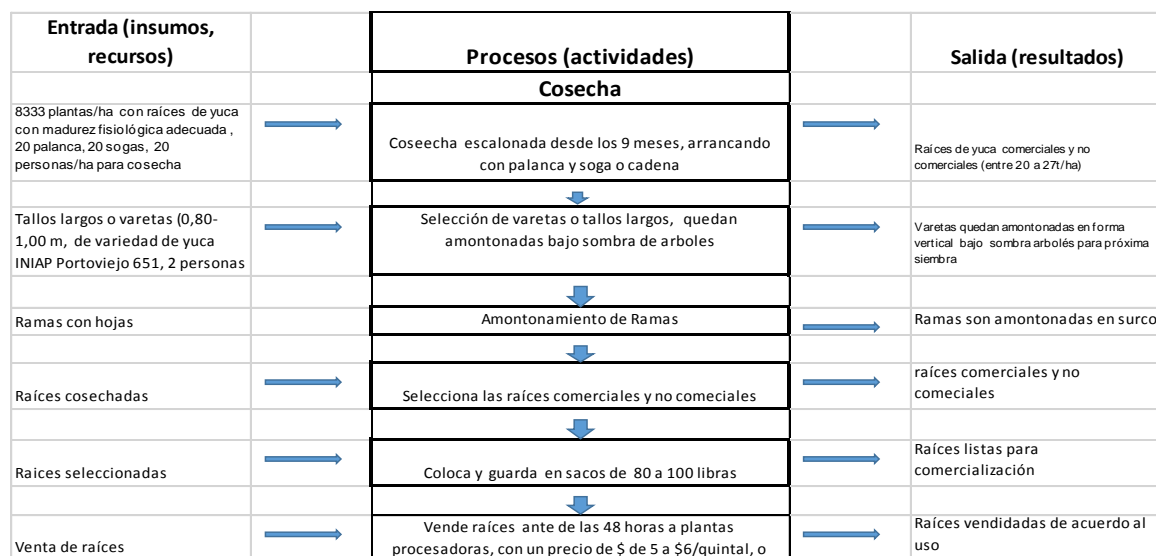 Entrada (insumos,
recursos)
Procesos (actividades)
Salida (resultados)
Cosecha
8333 plantas/ha con raíces de yuca
con madurez fisiológica adecuada ,
20 palanca, 20 sogas, 20
personas/ha para cosecha
Coseecha escalonada desde los 9 meses, arrancando
con palanca y soga o cadena
Raíces de yuca comerciales y no
comerciales (entre 20 a 27t/ha)
Tallos largos o varetas (0,80-
1,00 m, de variedad de yuca
INIAP Portoviejo 651, 2 personas
Selección de varetas o tallos largos, quedan
amontonadas bajo sombra de arboles
Varetas quedan amontonadas en forma
vertical bajo sombra arbolés para próxima
siembra
Ramas con hojas
Amontonamiento de Ramas
Ramas son amontonadas en surco
Raíces cosechadas
Selecciona las raíces comerciales y no comeciales
raíces comerciales y no
comeciales
Raices seleccionadas
Coloca y guarda en sacos de 80 a 100 libras
Raíces listas para
comercialización
Venta de raíces
Vende raíces ante de las 48 horas a plantas
procesadoras, con un precio de $ de 5 a $6/quintal, o
Raíces vendidadas de acuerdo al
uso